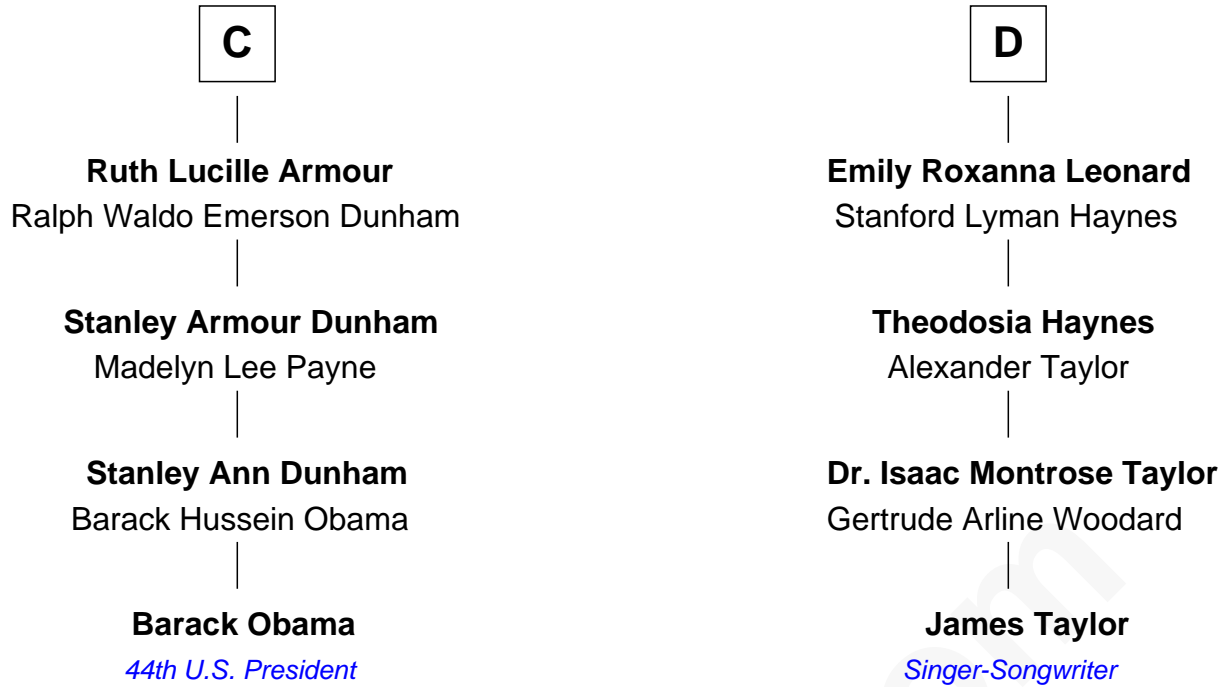 C
Ruth Lucille Armour
Ralph Waldo Emerson Dunham
Stanley Armour Dunham
Madelyn Lee Payne
Stanley Ann Dunham
Barack Hussein Obama
Barack Obama
44th U.S. President
D
Emily Roxanna Leonard
Stanford Lyman Haynes
Theodosia Haynes
Alexander Taylor
Dr. Isaac Montrose Taylor
Gertrude Arline Woodard
James Taylor
Singer-Songwriter